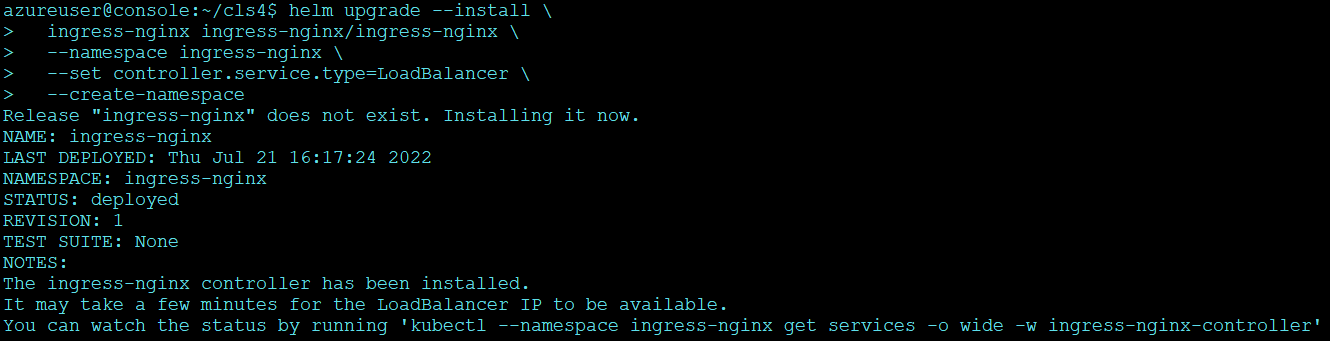 azureuser@console:~/cls4$ helm upgrade --install \
>   ingress-nginx ingress-nginx/ingress-nginx \
>   --namespace ingress-nginx \
>   --set controller.service.type=LoadBalancer \
>   --create-namespace
Release "ingress-nginx" does not exist. Installing it now.
NAME: ingress-nginx
LAST DEPLOYED: Thu Jul 21 16:17:24 2022
NAMESPACE: ingress-nginx
STATUS: deployed
REVISION: 1
TEST SUITE: None
NOTES:
The ingress-nginx controller has been installed.
It may take a few minutes for the LoadBalancer IP to be available.
You can watch the status by running 'kubectl --namespace ingress-nginx get services -o wide -w ingress-nginx-controller'